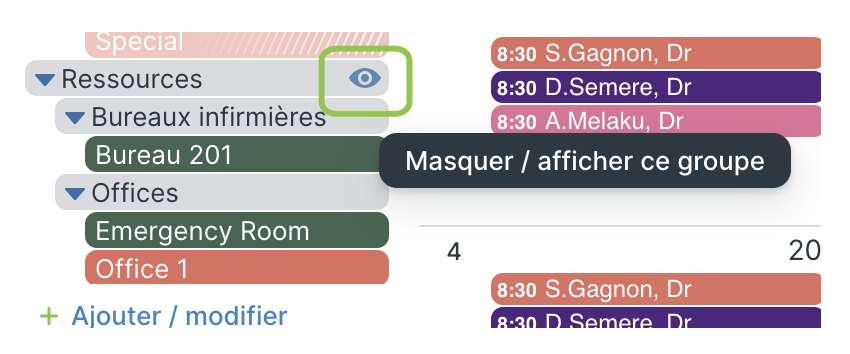 Special
Ressources
Bureaux infirmières
Bureau 201
Offices
Emergency Room
Office 1
+ Ajouter / modifier
8:30 S.Gagnon, Dr
8:30 D.Semere, Dr
8:30 A.Melaku, Dr
Masquer / afficher ce groupe
4 20
8:30 S.Gagnon, Dr
8:30 D.Semere, Dr